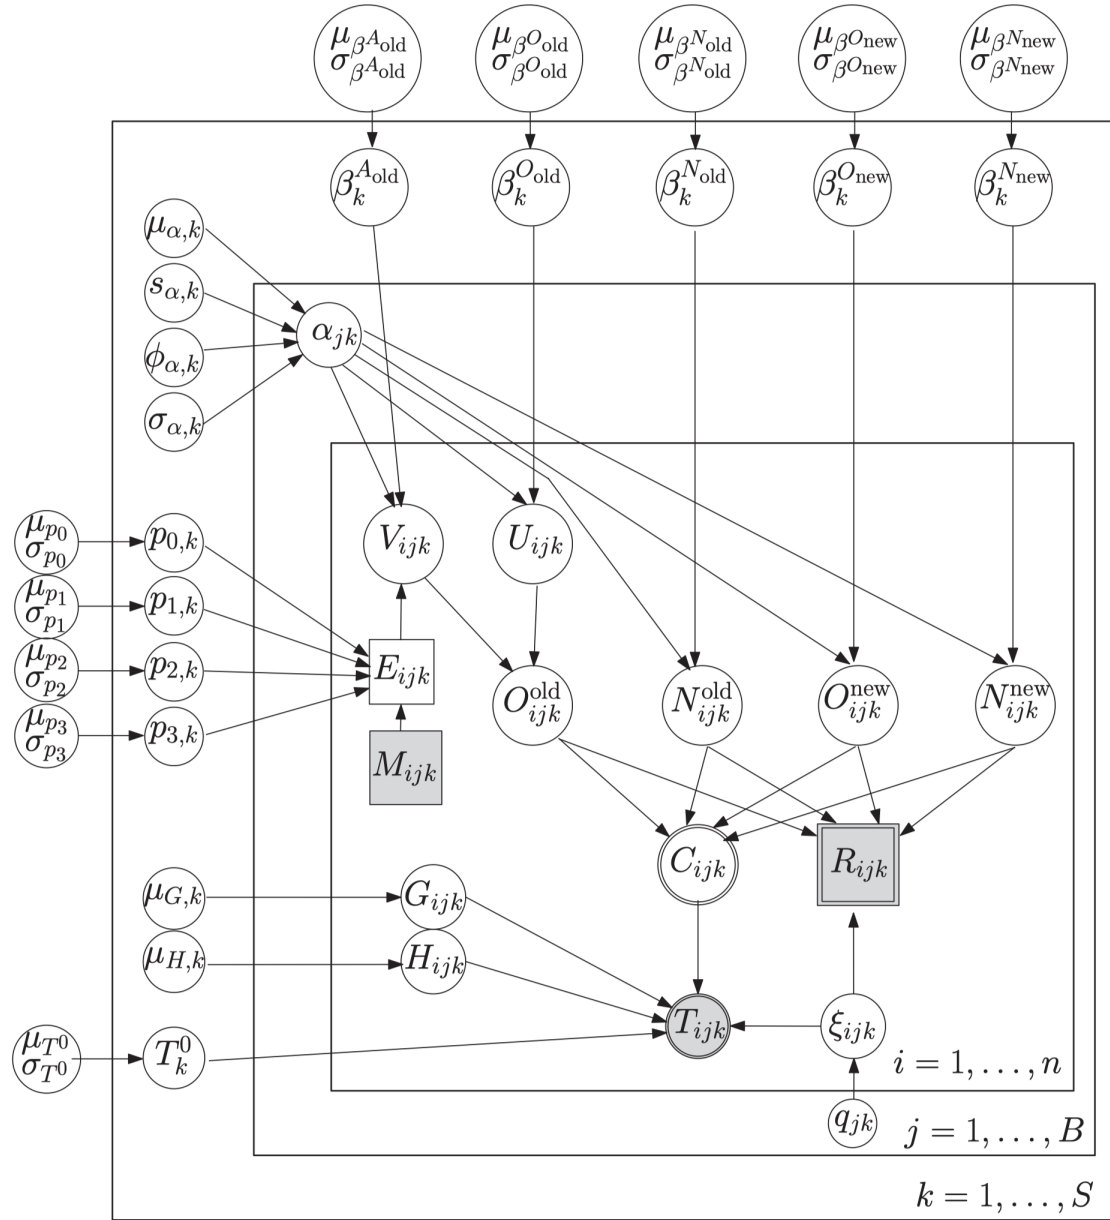 μ_{β^{A_old}} μ_{β^{O_old}} μ_{β^{N_old}} μ_{β^{O_new}} μ_{β^{N_new}}
σ_{β^{A_old}} σ_{β^{O_old}} σ_{β^{N_old}} σ_{β^{O_new}} σ_{β^{N_new}}
β_k^{A_old} β_k^{O_old} β_k^{N_old} β_k^{O_new} β_k^{N_new}
μ_{α,k}
s_{α,k}
α_{jk}
ϕ_{α,k}
σ_{α,k}
μ_{p_0}
σ_{p_0}
p_{0,k} V_{ijk} U_{ijk}
μ_{p_1}
σ_{p_1}
p_{1,k}
μ_{p_2}
σ_{p_2}
p_{2,k} E_{ijk}
O_{ijk}^{old} N_{ijk}^{old} O_{ijk}^{new} N_{ijk}^{new}
μ_{p_3}
σ_{p_3}
p_{3,k}
M_{ijk}
C_{ijk} R_{ijk}
μ_{G,k} G_{ijk}
μ_{H,k} H_{ijk}
T_{ijk} ξ_{ijk}
μ_{T^0}
σ_{T^0}
T_k^0
i = 1, . . . , n
q_{jk}
j = 1, . . . , B
k = 1, . . . , S